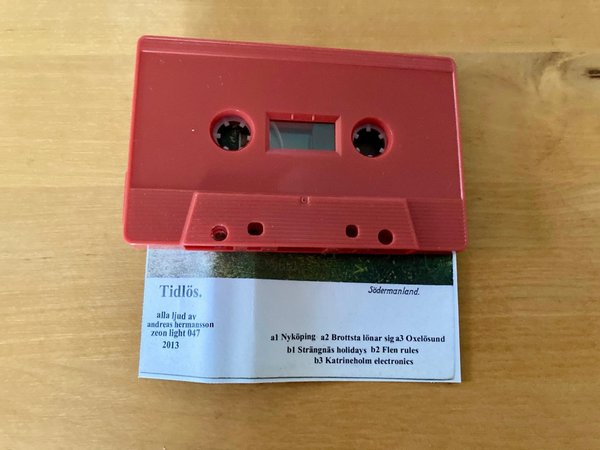 Tidlös.
alla ljud av
andreas hermansson
zeon light 047
2013
Södermanland.
a1 Nyköping a2 Brottsta lönar sig a3 Oxelösund
b1 Strängnäs holidays b2 Flen rules
b3 Katrineholm electronics